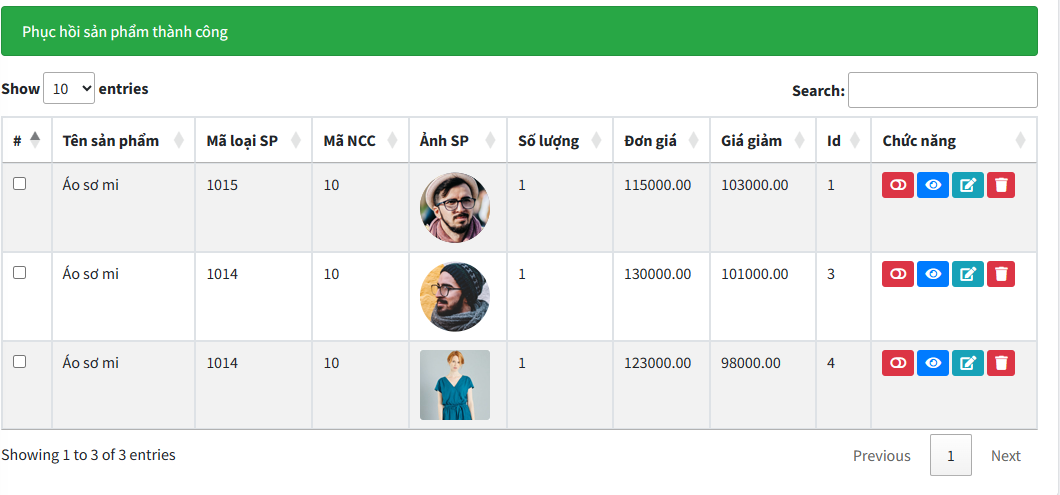 Phục hồi sản phẩm thành công
Show 10 entries Search:
# Tên sản phẩm Mã loại SP Mã NCC Ảnh SP Số lượng Đơn giá Giá giảm Id Chức năng
Áo sơ mi 1015 10 1 115000.00 103000.00 1
Áo sơ mi 1014 10 1 130000.00 101000.00 3
Áo sơ mi 1014 10 1 123000.00 98000.00 4
Showing 1 to 3 of 3 entries Previous 1 Next